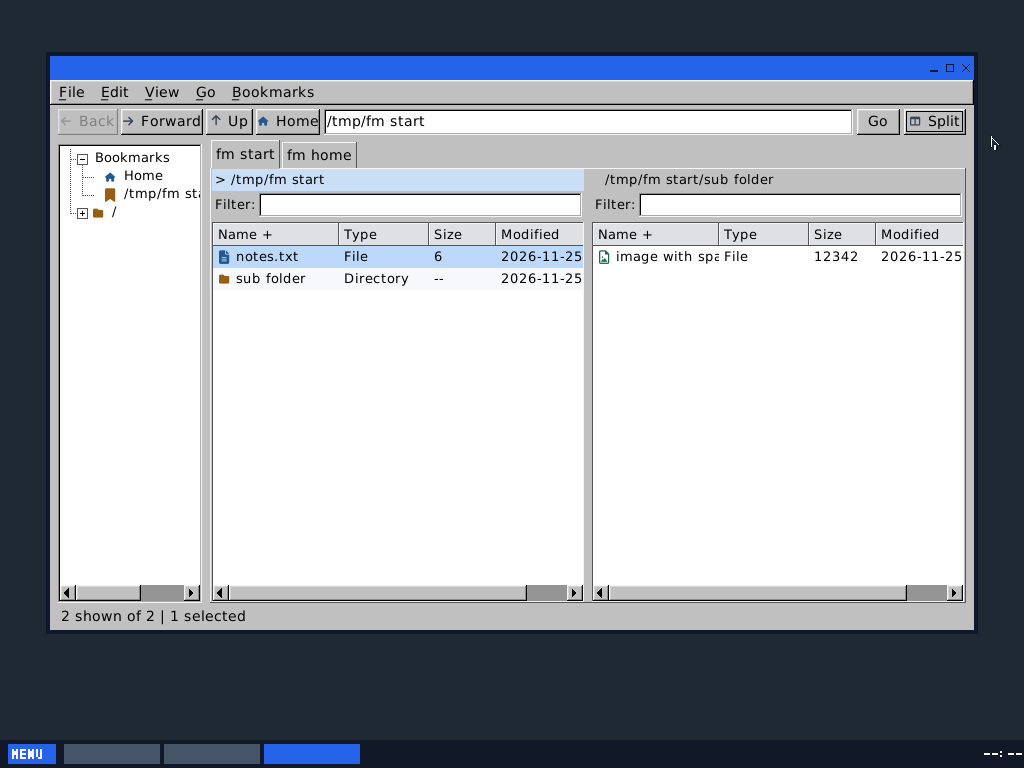 File Edit View Go Bookmarks
Back Forward Up Home /tmp/fm start Go Split
Bookmarks
Home
/tmp/fm sta
/
fm start fm home
> /tmp/fm start
Filter:
Name + Type Size Modified
notes.txt File 6 2026-11-25
sub folder Directory -- 2026-11-25
/tmp/fm start/sub folder
Filter:
Name + Type Size Modified
image with spa File 12342 2026-11-25
2 shown of 2 | 1 selected
MENU
--:--